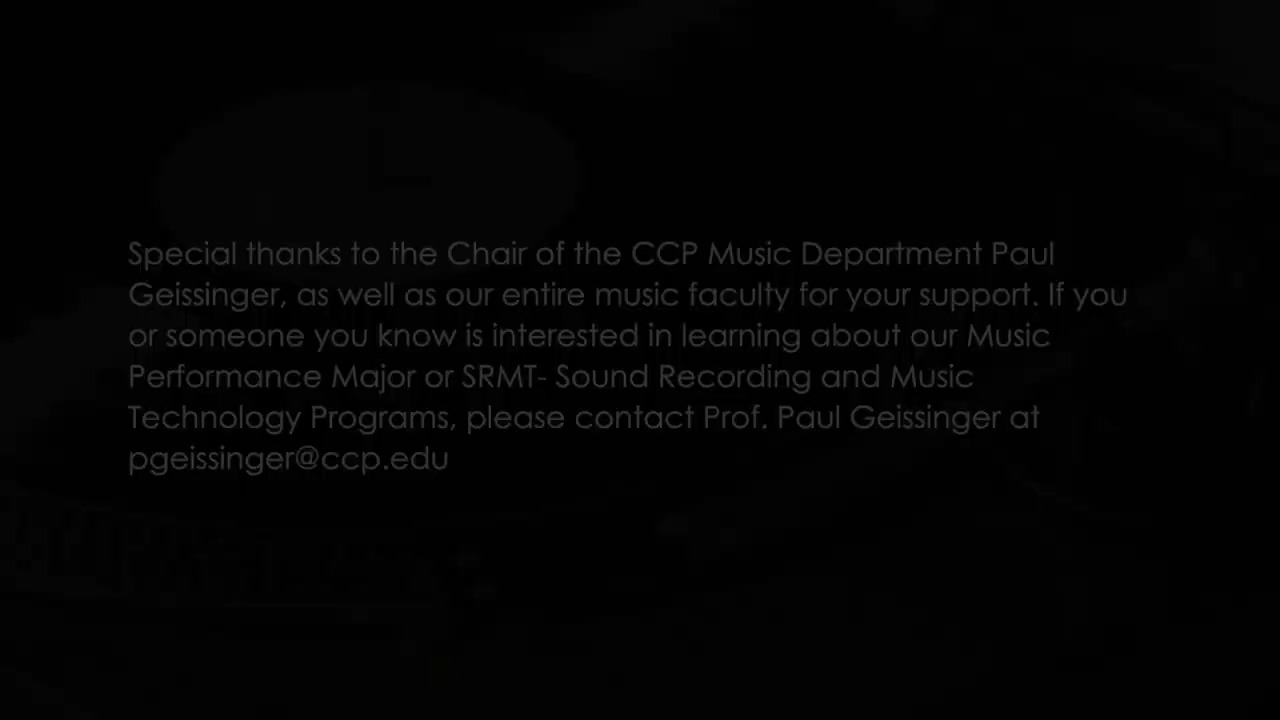 Special thanks to the Chair of the CCP Music Department Paul
Geissinger, as well as our entire music faculty for your support. If you
or someone you know is interested in learning about our Music
Performance Major or SRMT- Sound Recording and Music
Technology Programs, please contact Prof. Paul Geissinger at
pgeissinger@ccp.edu